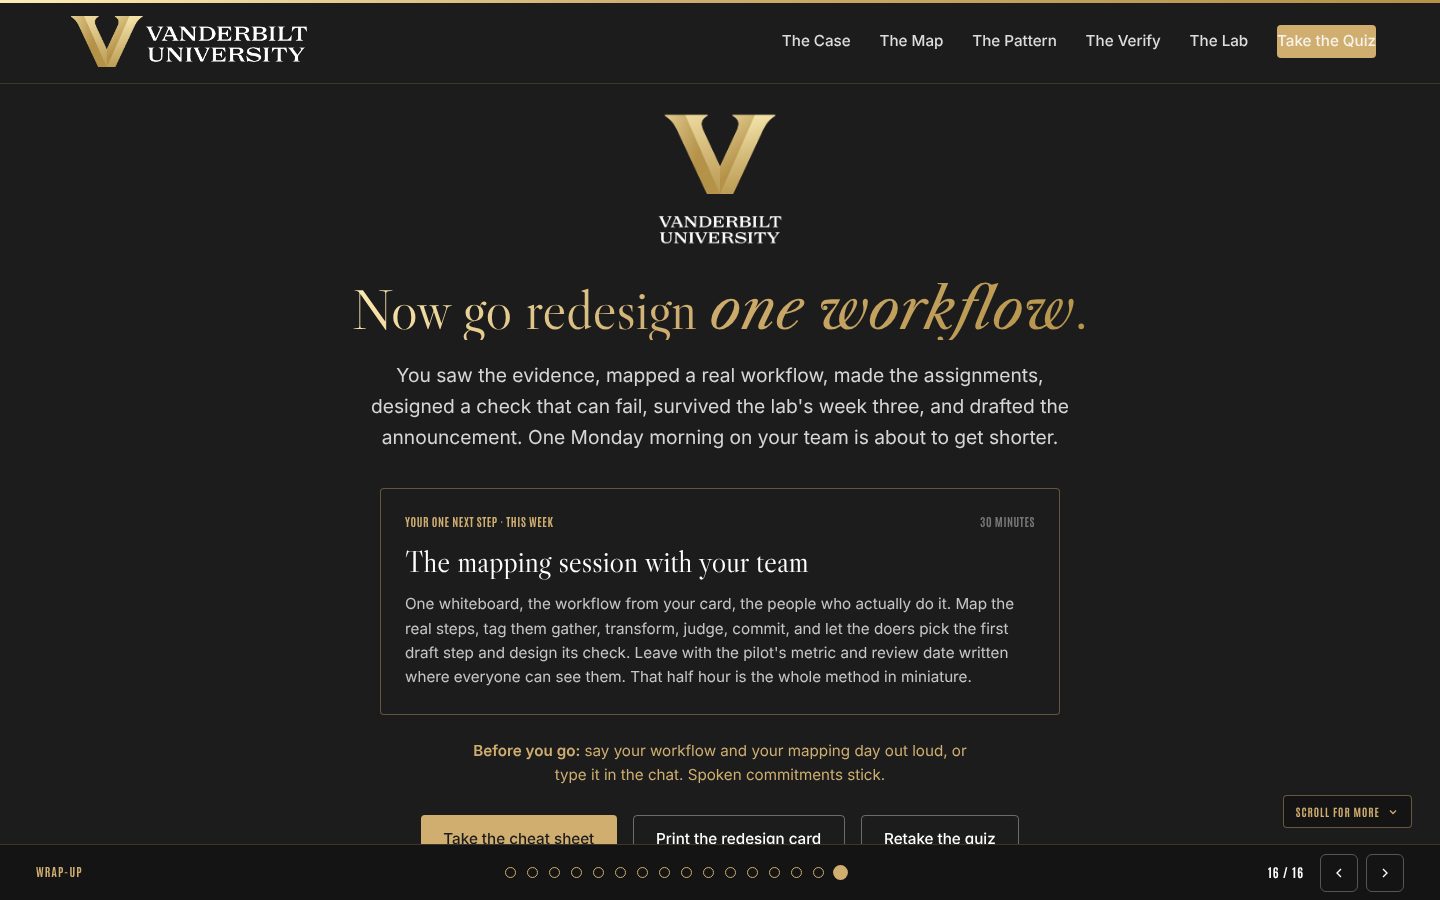 VANDERBILT
UNIVERSITY
The Case The Map The Pattern The Verify The Lab Take the Quiz
VANDERBILT
UNIVERSITY
Now go redesign one workflow.
You saw the evidence, mapped a real workflow, made the assignments,
designed a check that can fail, survived the lab's week three, and drafted the
announcement. One Monday morning on your team is about to get shorter.
YOUR ONE NEXT STEP · THIS WEEK 30 MINUTES
The mapping session with your team
One whiteboard, the workflow from your card, the people who actually do it. Map the
real steps, tag them gather, transform, judge, commit, and let the doers pick the first
draft step and design its check. Leave with the pilot's metric and review date written
where everyone can see them. That half hour is the whole method in miniature.
Before you go: say your workflow and your mapping day out loud, or
type it in the chat. Spoken commitments stick.
SCROLL FOR MORE
Take the cheat sheet Print the redesign card Retake the quiz
WRAP-UP 16 / 16